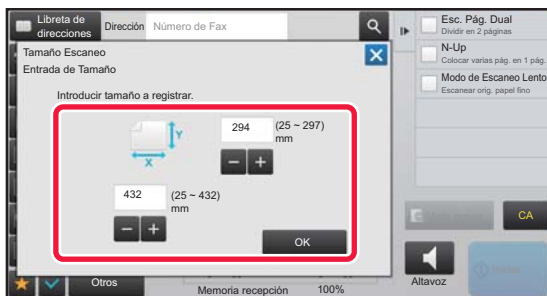 Libreta de
direcciones
Dirección
Número de Fax
Tamaño Escaneo
Entrada de Tamaño
Introducir tamaño a registrar.
Y
X
294
(25 ~ 297)
mm
432
(25 ~ 432)
mm
OK
Otros
Memoria recepción
100%
Esc. Pág. Dual
Dividir en 2 páginas
N-Up
Colocar varias pág. en 1 pág.
Modo de Escaneo Lento
Escanear orig. papel fino
CA
Altavoz